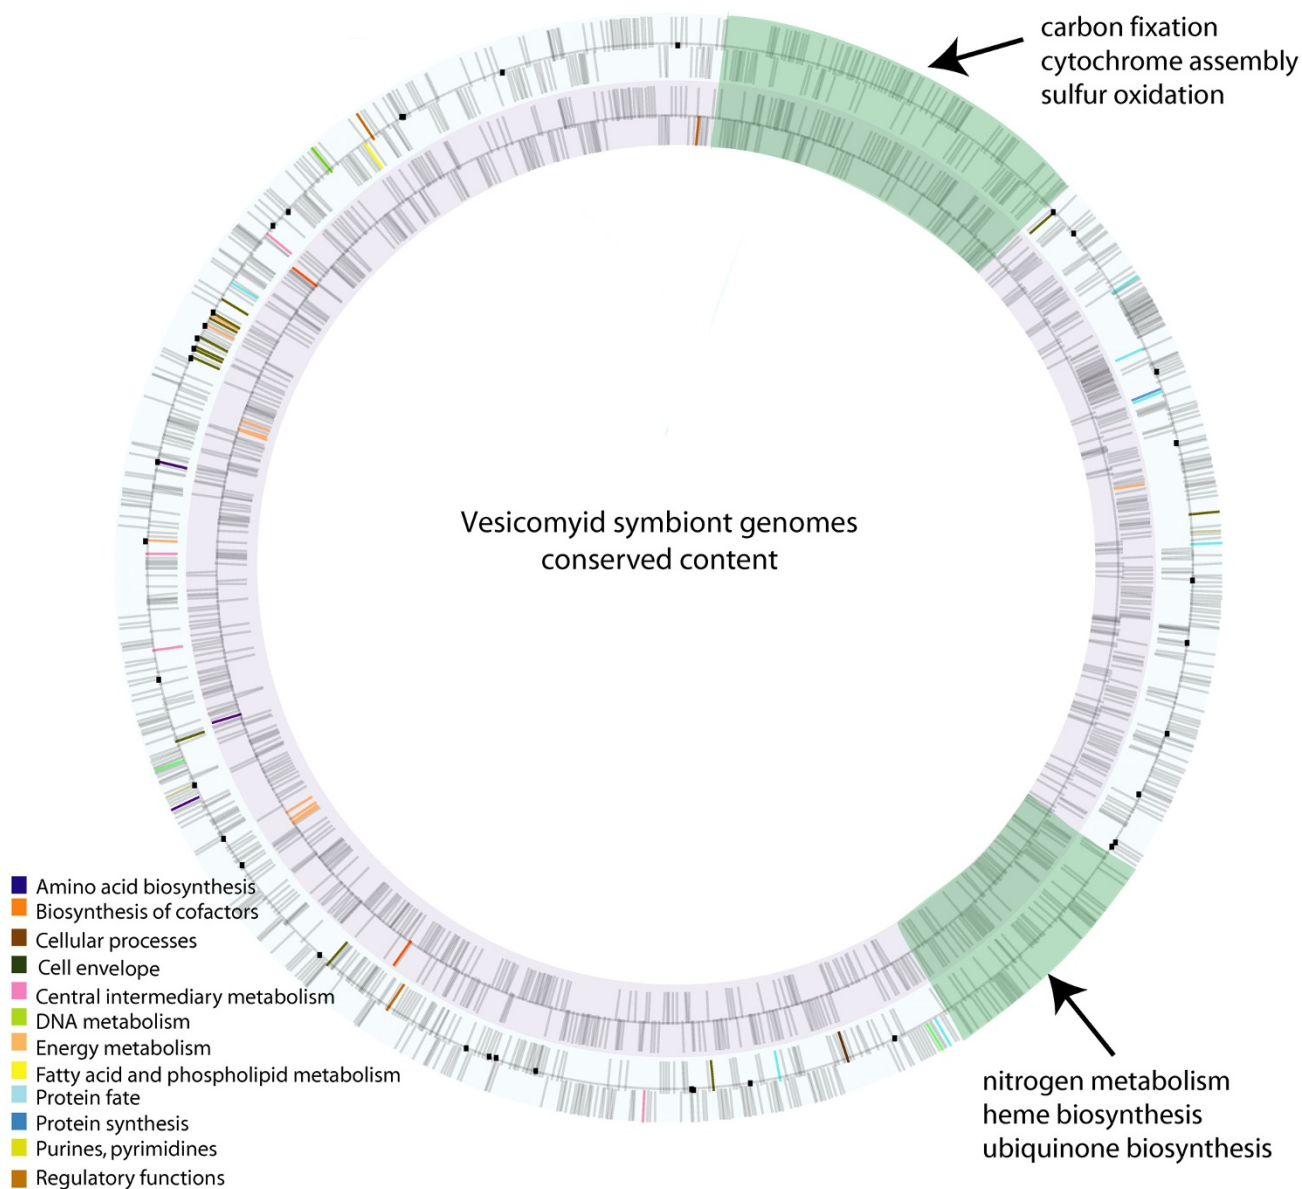 carbon fixation
cytochrome assembly
sulfur oxidation
Vesicomyid symbiont genomes
conserved content
Amino acid biosynthesis
Biosynthesis of cofactors
Cellular processes
Cell envelope
Central intermediary metabolism
DNA metabolism
Energy metabolism
Fatty acid and phospholipid metabolism
Protein fate
Protein synthesis
Purines, pyrimidines
Regulatory functions
nitrogen metabolism
heme biosynthesis
ubiquinone biosynthesis